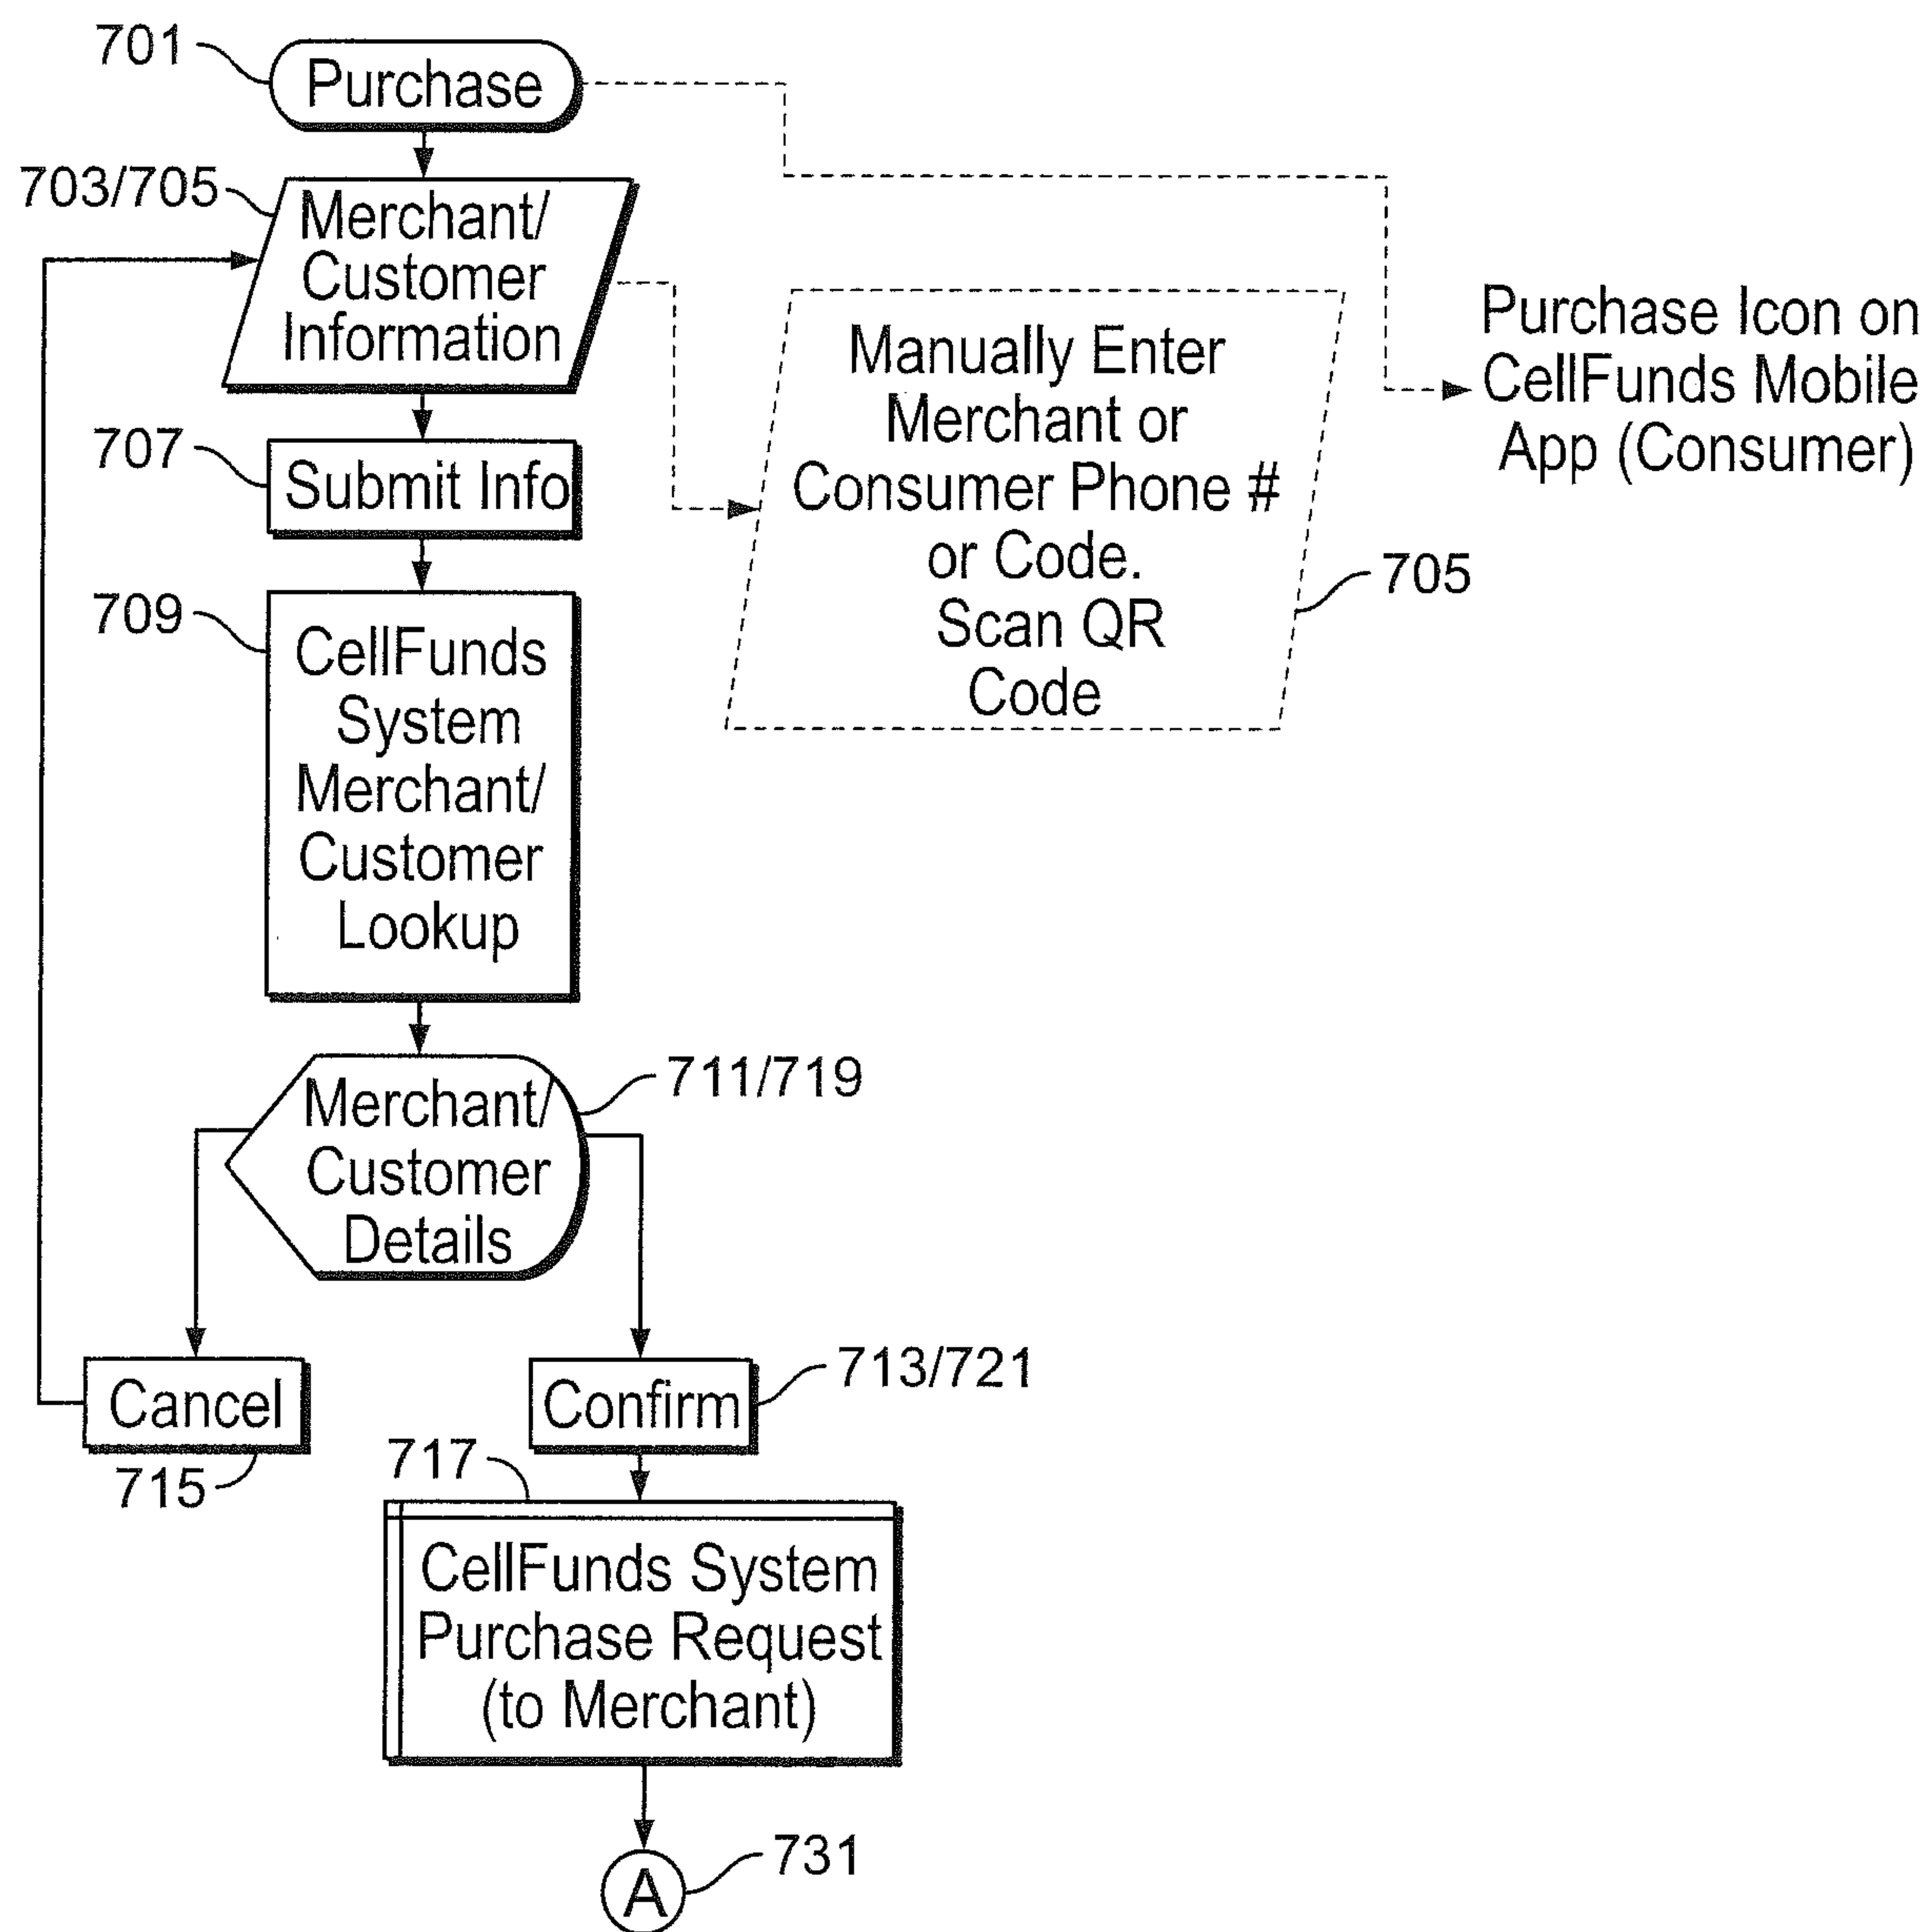 701
Purchase
703/705
Merchant/
Customer
Information
Purchase Icon on
CellFunds Mobile
App (Consumer)
Manually Enter
Merchant or
Consumer Phone #
or Code.
Scan QR
Code
705
707
Submit Info
709
CellFunds
System
Merchant/
Customer
Lookup
711/719
Merchant/
Customer
Details
Cancel
715
Confirm
713/721
717
CellFunds System
Purchase Request
(to Merchant)
A
731